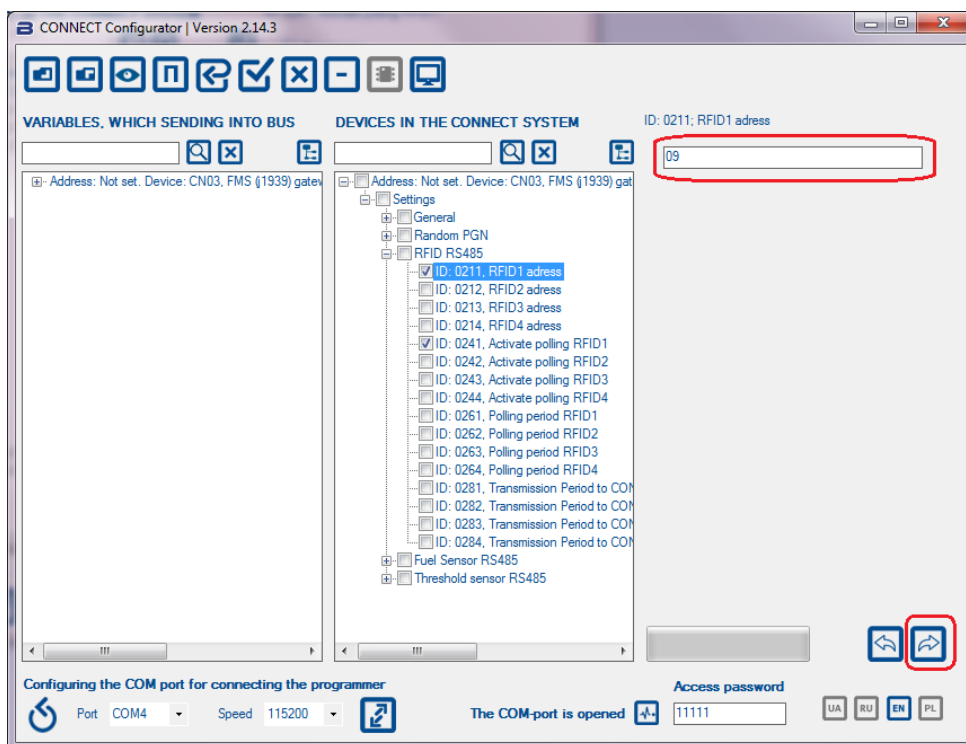 CONNECT Configurator | Version 2.14.3
VARIABLES, WHICH SENDING INTO BUS
DEVICES IN THE CONNECT SYSTEM
ID: 0211; RFID1 adress
09
Address: Not set. Device: CN03, FMS (j1939) gatew
Address: Not set. Device: CN03, FMS (j1939) gat
Settings
General
Random PGN
RFID RS485
ID: 0211, RFID1 adress
ID: 0212, RFID2 adress
ID: 0213, RFID3 adress
ID: 0214, RFID4 adress
ID: 0241, Activate polling RFID1
ID: 0242, Activate polling RFID2
ID: 0243, Activate polling RFID3
ID: 0244, Activate polling RFID4
ID: 0261, Polling period RFID1
ID: 0262, Polling period RFID2
ID: 0263, Polling period RFID3
ID: 0264, Polling period RFID4
ID: 0281, Transmission Period to CON
ID: 0282, Transmission Period to CON
ID: 0283, Transmission Period to CON
ID: 0284, Transmission Period to CON
Fuel Sensor RS485
Threshold sensor RS485
Configuring the COM port for connecting the programmer
Port COM4 Speed 115200
The COM-port is opened
Access password
11111
UA RU EN PL